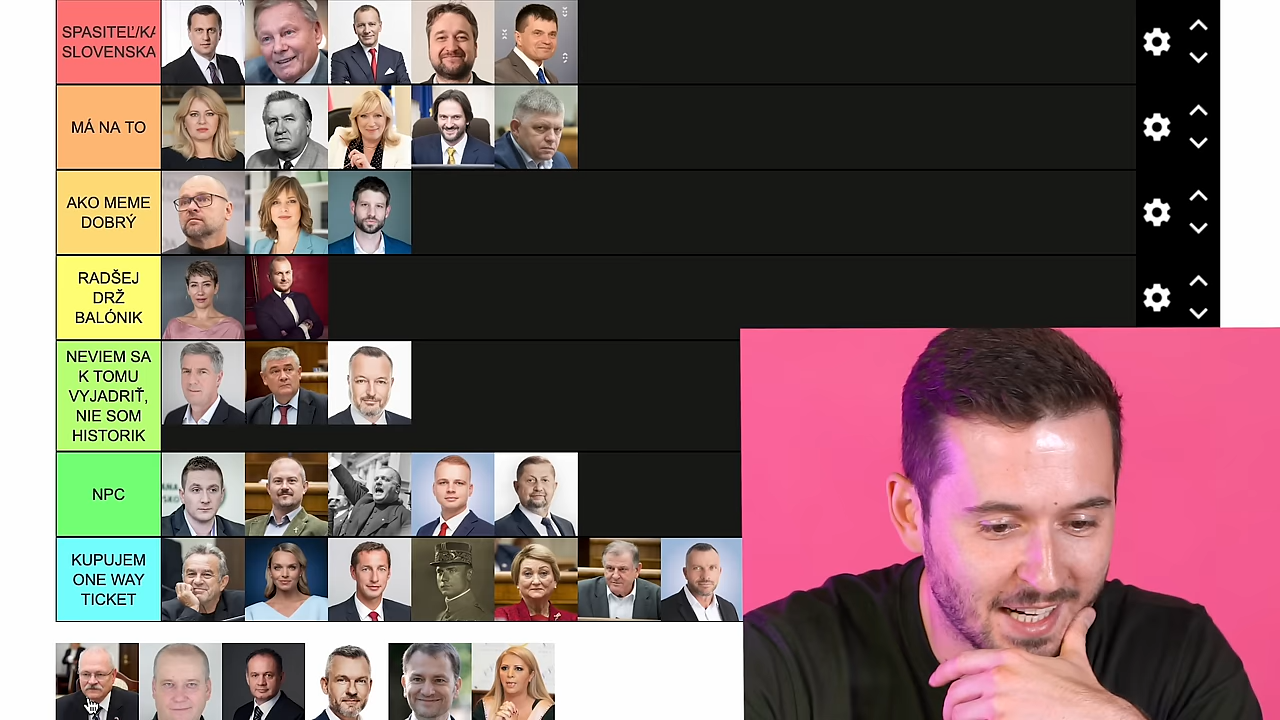 SPASITEĽ/KA
SLOVENSKA
MÁ NA TO
AKO MEME
DOBRÝ
RADŠEJ
DRŽ
BALÓNIK
NEVIEM SA
K TOMU
VYJADRIŤ,
NIE SOM
HISTORIK
NPC
KUPUJEM
ONE WAY
TICKET